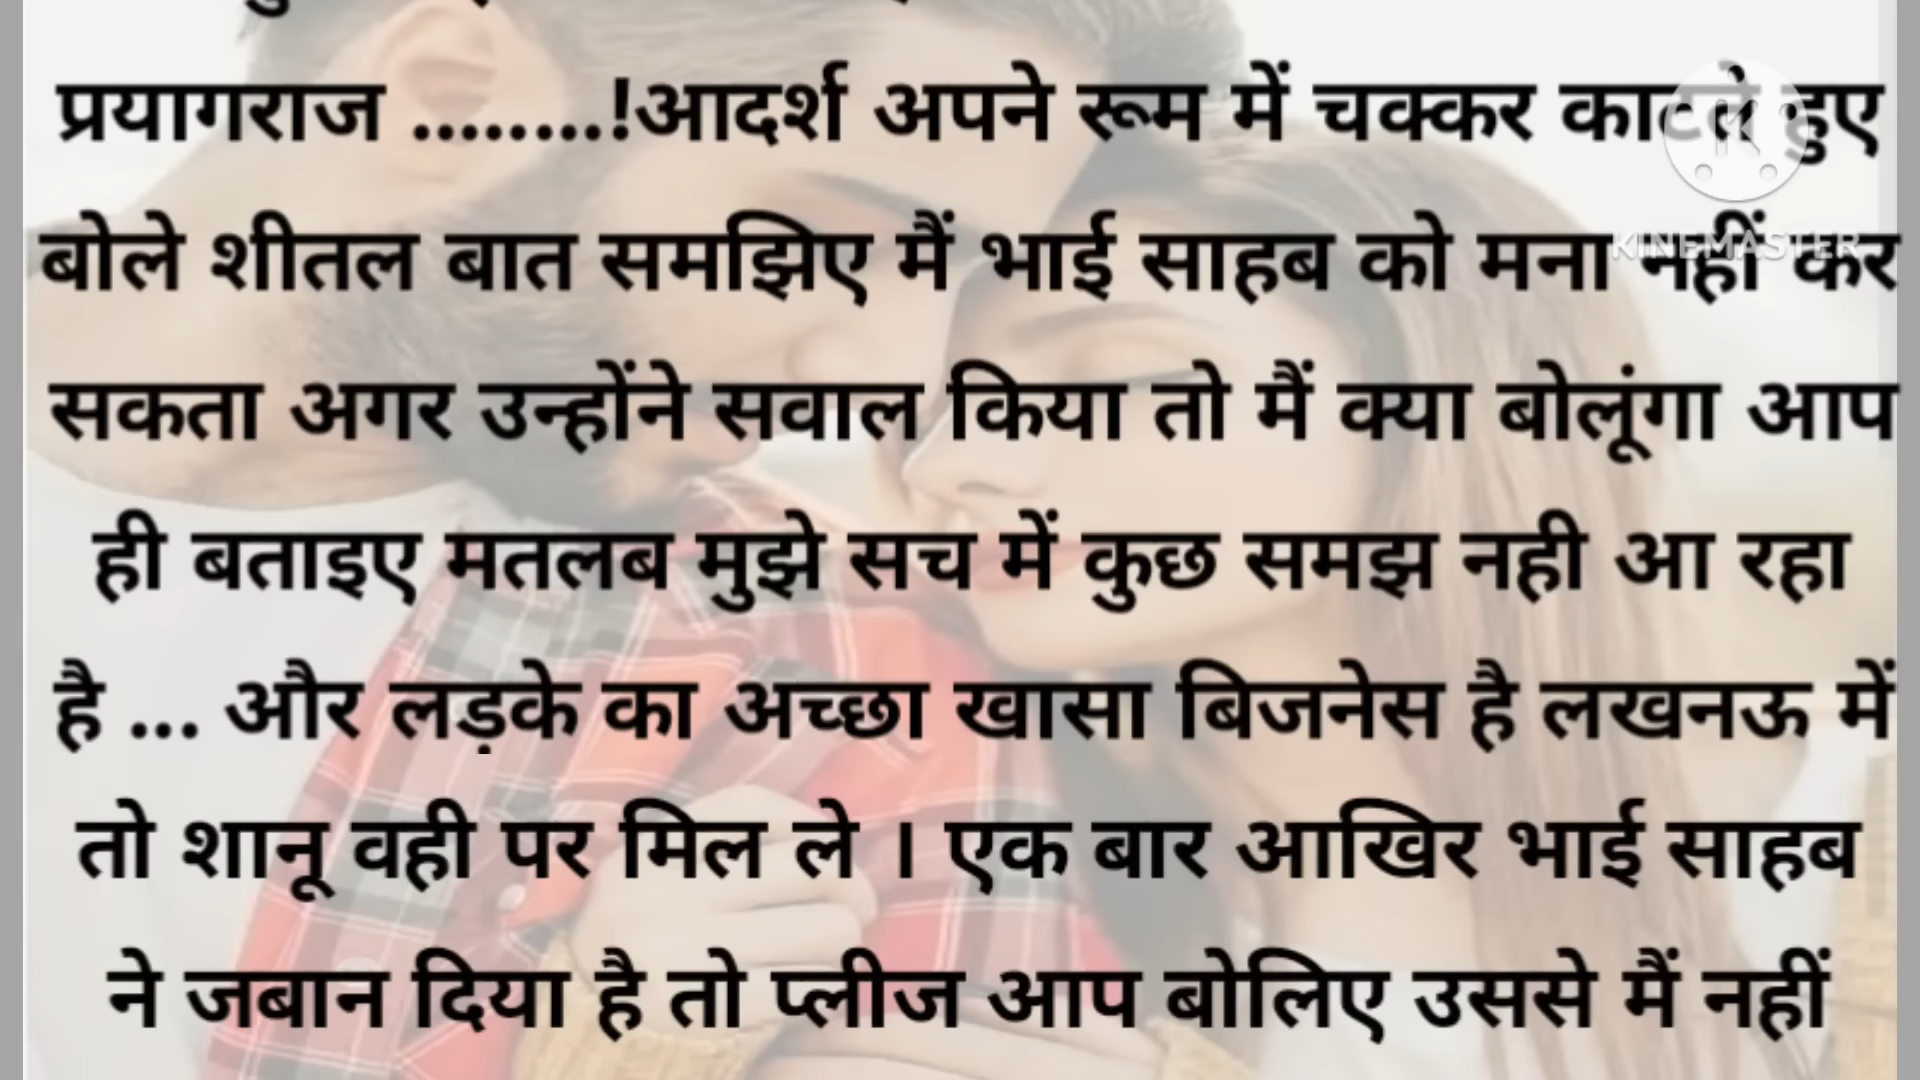 प्रयागराज ........!आदर्श अपने रूम में चक्कर काटते हुए
बोले शीतल बात समझिए मैं भाई साहब को मना नहीं कर
KINEMASTER
सकता अगर उन्होंने सवाल किया तो मैं क्या बोलूंगा आप
ही बताइए मतलब मुझे सच में कुछ समझ नही आ रहा
है ... और लड़के का अच्छा खासा बिजनेस है लखनऊ में
तो शानू वही पर मिल ले । एक बार आखिर भाई साहब
ने जबान दिया है तो प्लीज आप बोलिए उससे मैं नहीं